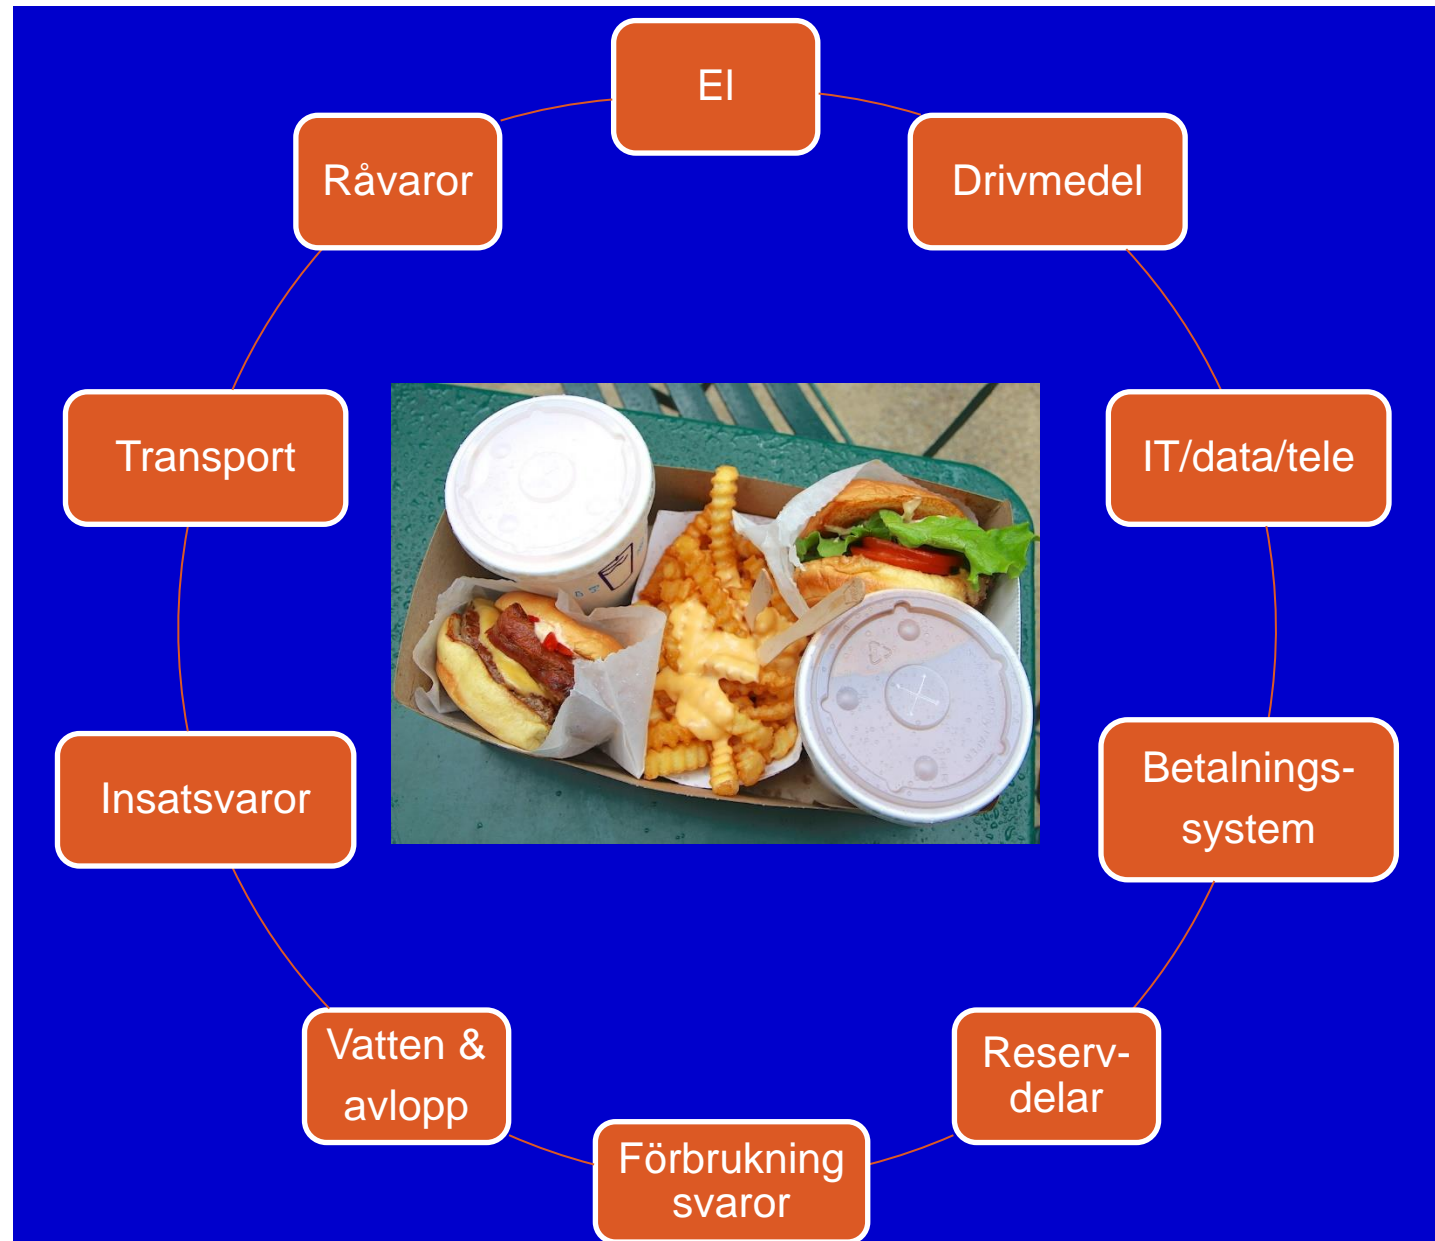 El
Råvaror
Drivmedel
Transport
IT/data/tele
Insatsvaror
Betalnings-
system
Vatten &
avlopp
Reserv-
delar
Förbrukning
svaror